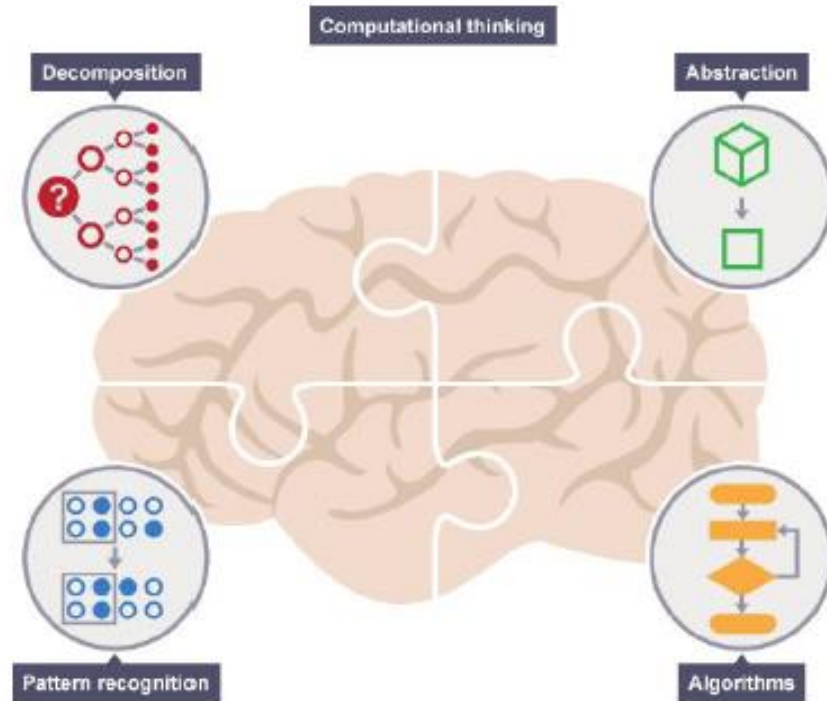 Computational thinking
Decomposition
Abstraction
?
Pattern recognition
Algorithms